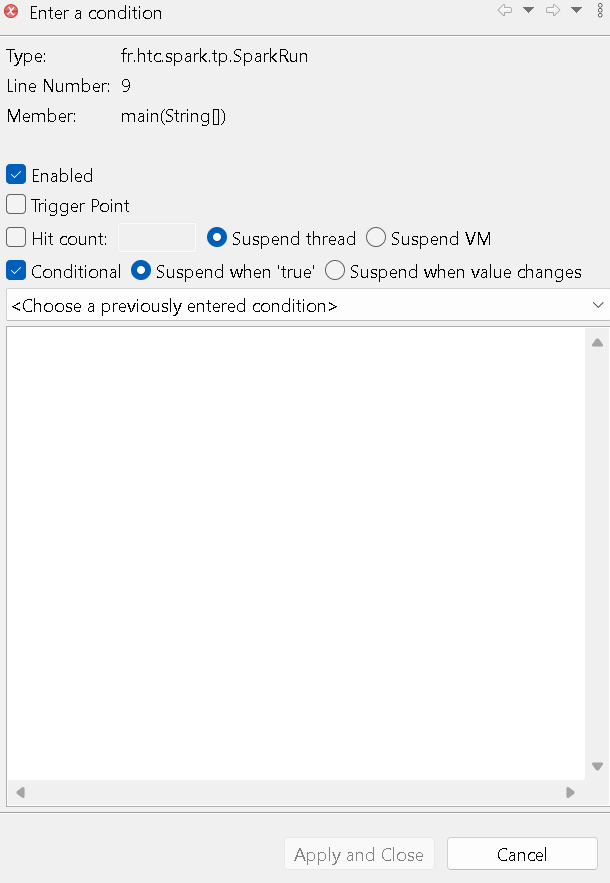 Enter a condition
Type: fr.htc.spark.tp.SparkRun
Line Number: 9
Member: main(String[])
Enabled
Trigger Point
Hit count: Suspend thread Suspend VM
Conditional Suspend when 'true' Suspend when value changes
<Choose a previously entered condition>
Apply and Close Cancel